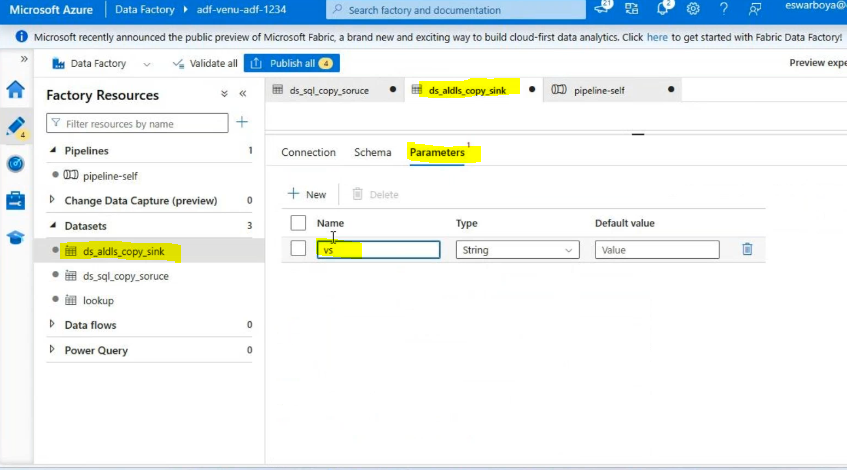 Microsoft Azure Data Factory adf-venu-adf-1234 Search factory and documentation 21 2 ? eswarboya@
Microsoft recently announced the public preview of Microsoft Fabric, a brand new and exciting way to build cloud-first data analytics. Click here to get started with Fabric Data Factory!
» Data Factory Validate all Publish all 4 Preview expe
Factory Resources
ds_sql_copy_soruce ds_aldls_copy_sink pipeline-self
Filter resources by name
4
Connection Schema Parameters 1
Pipelines 1
pipeline-self
New Delete
Change Data Capture (preview) 0
Name Type Default value
Datasets 3
ds_aldls_copy_sink
vs String Value
ds_sql_copy_soruce
lookup
Data flows 0
Power Query 0